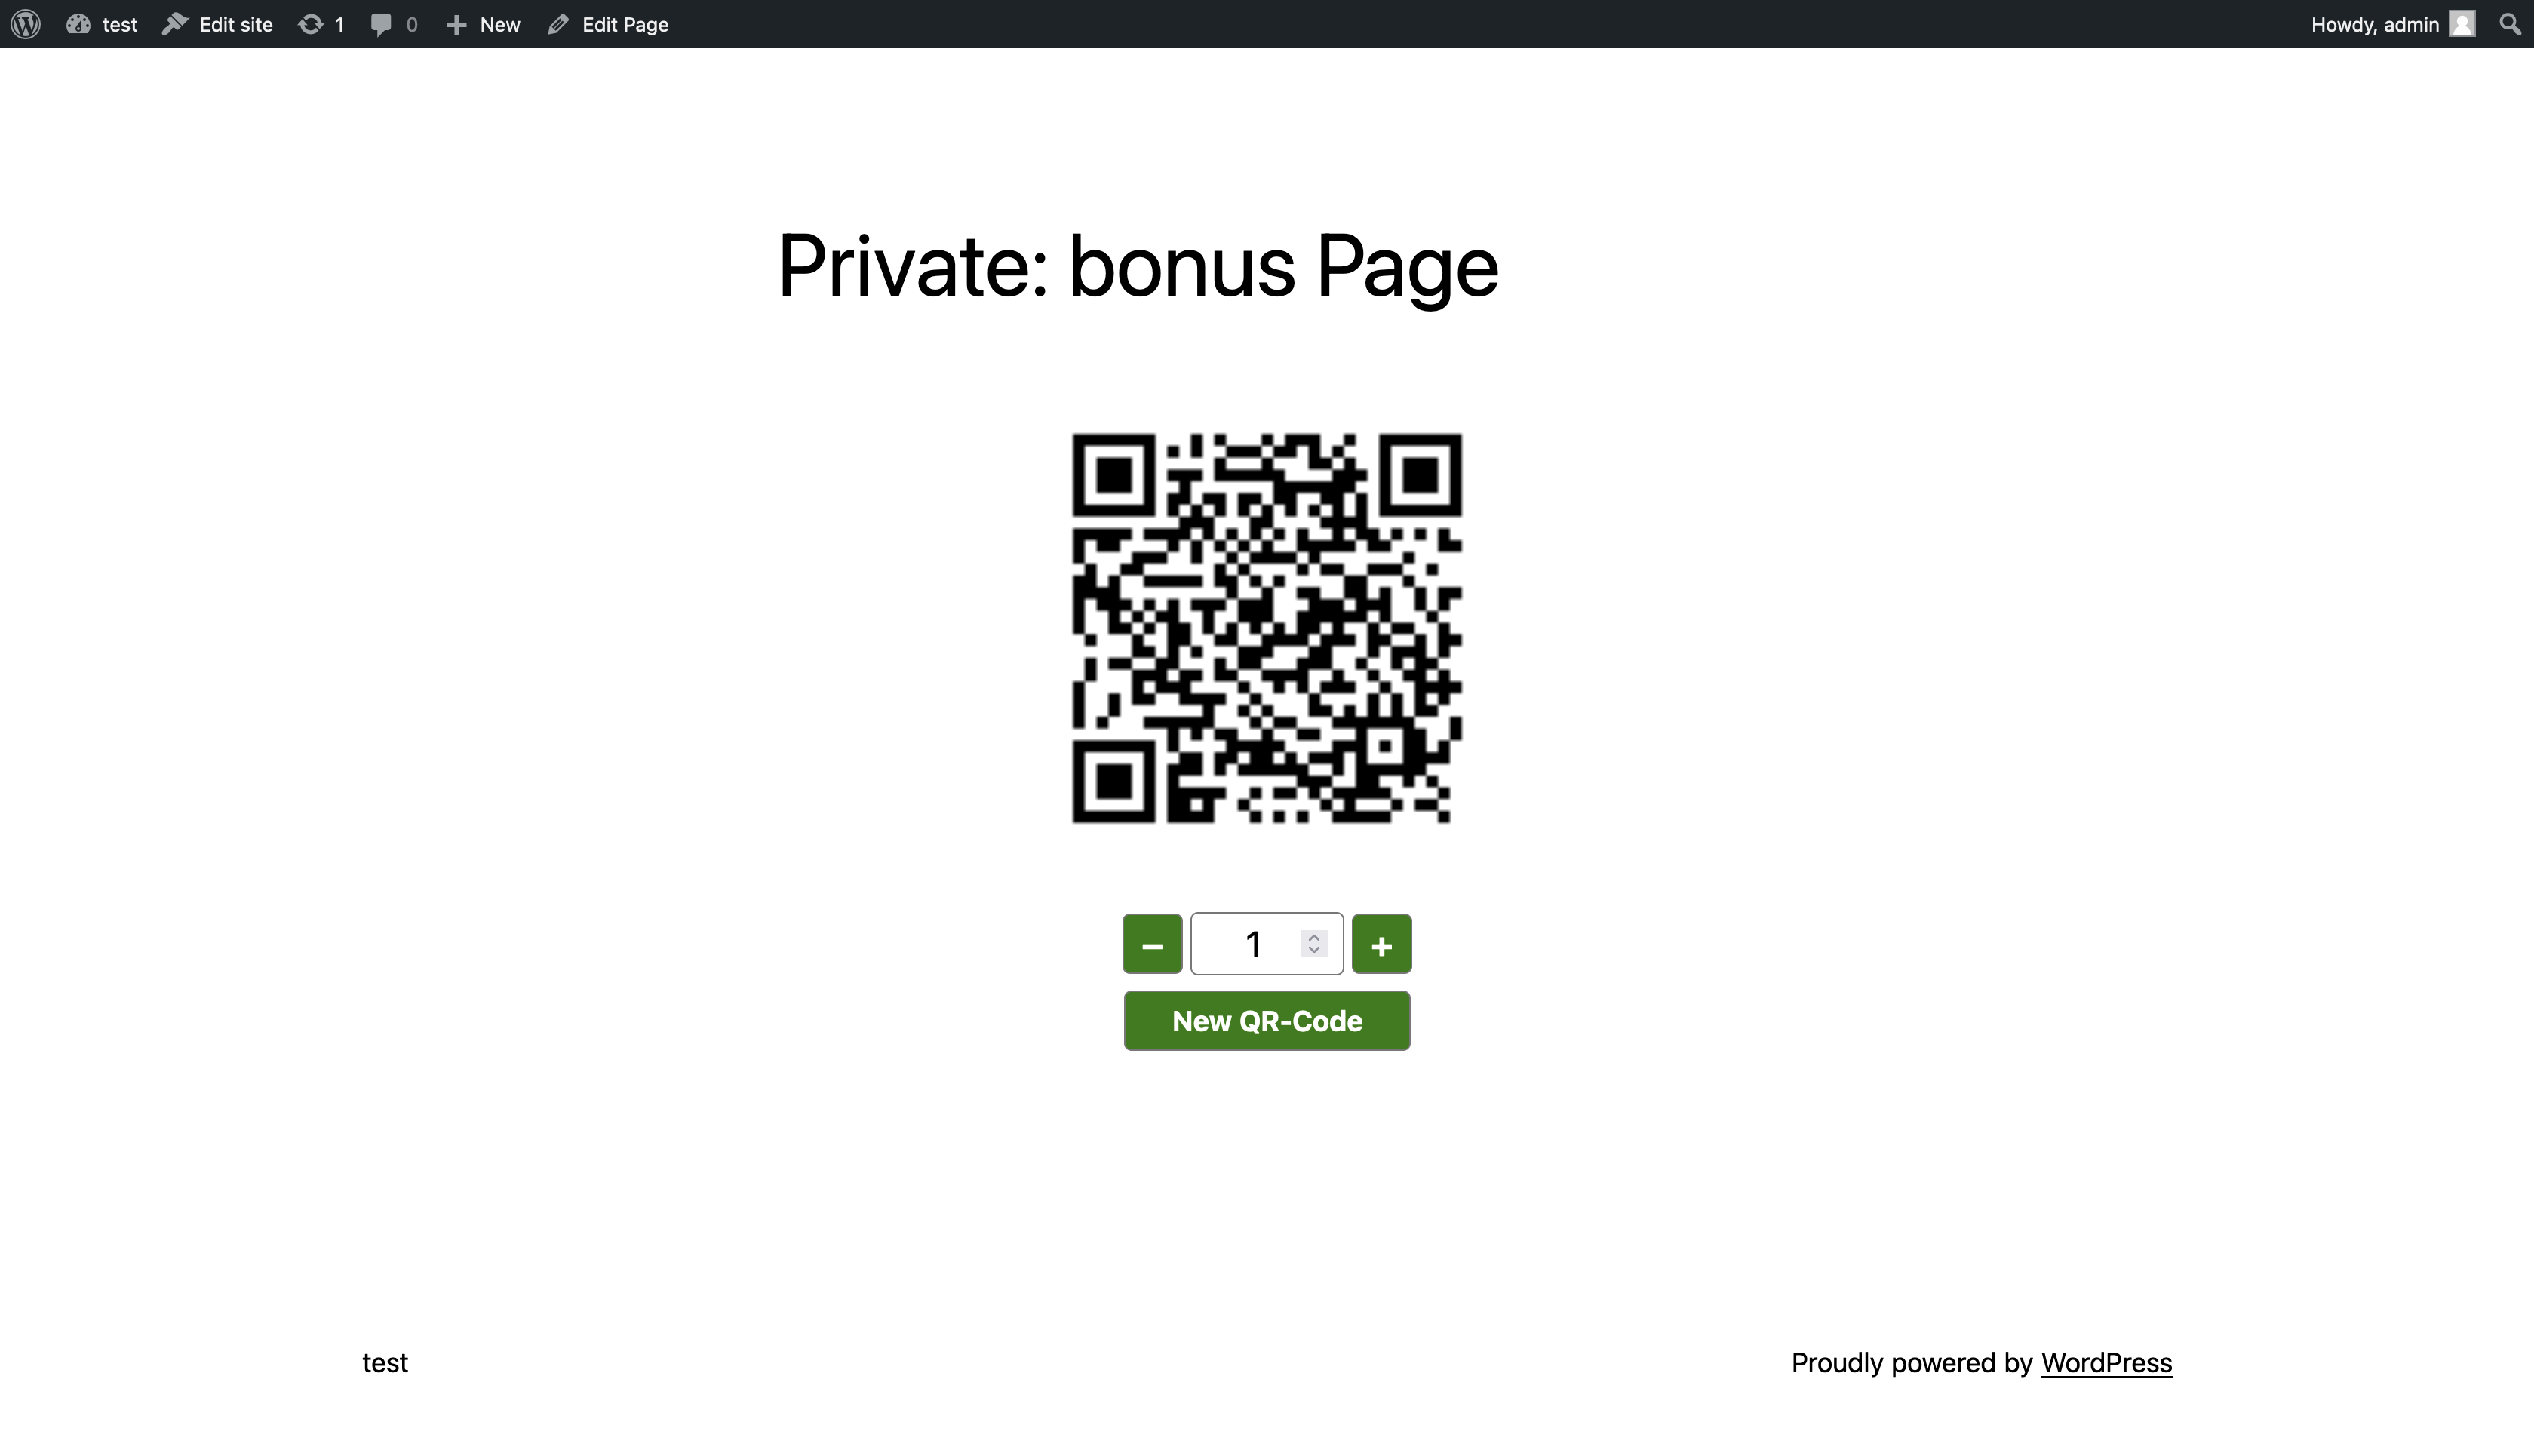 test Edit site 1 0 + New Edit Page Howdy, admin
Private: bonus Page
− 1 +
New QR-Code
test Proudly powered by WordPress